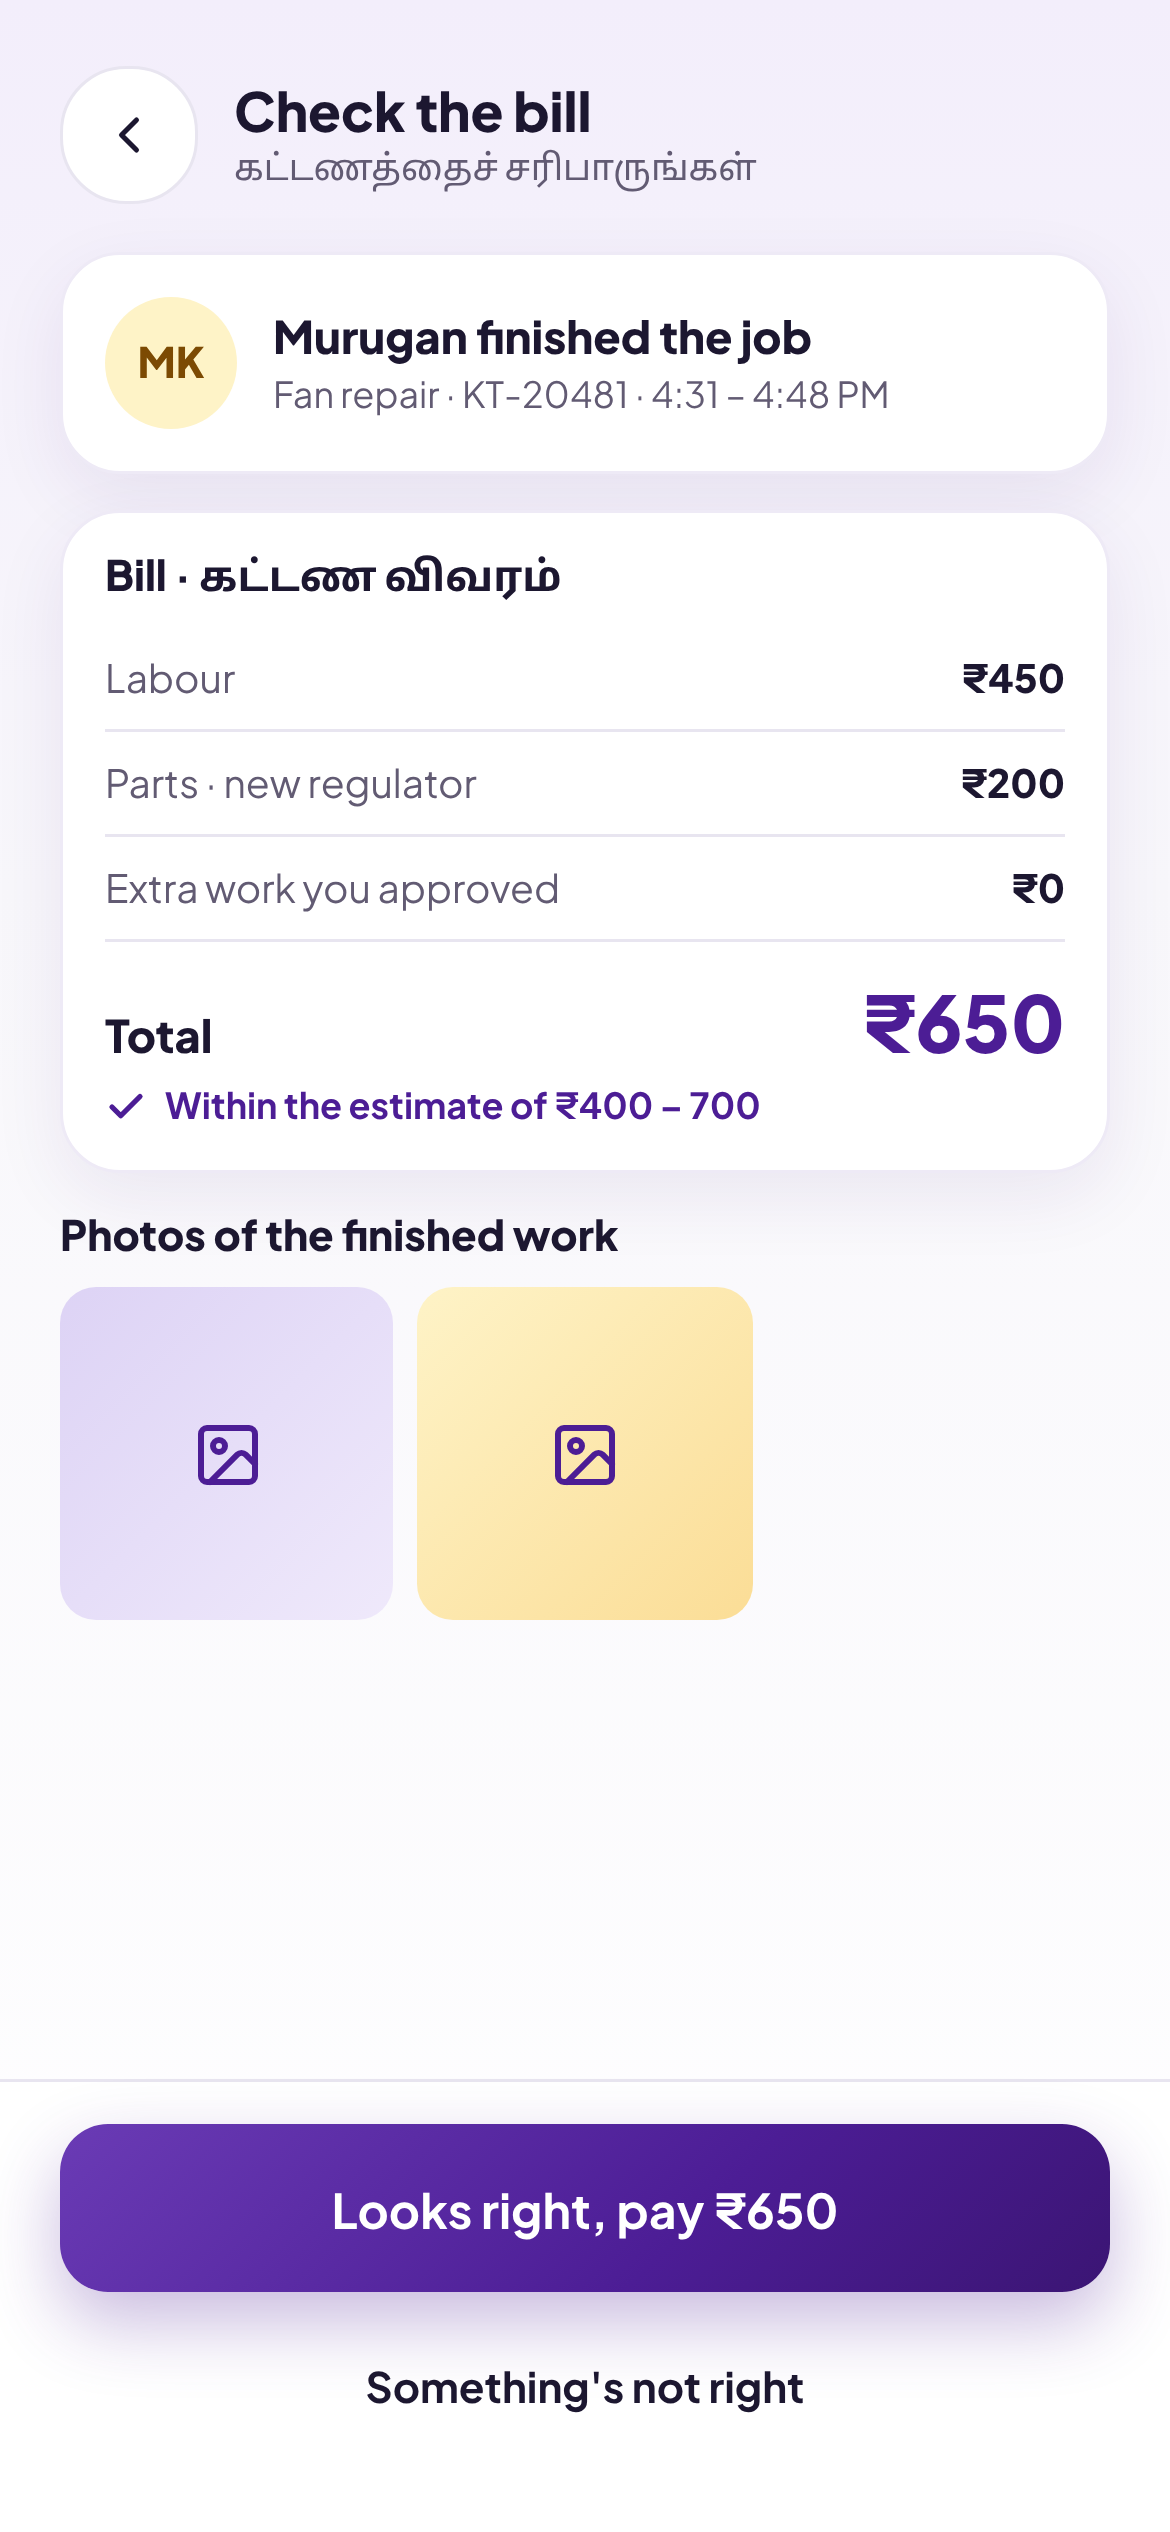 Check the bill
கட்டணத்தைச் சரிபாருங்கள்
MK
Murugan finished the job
Fan repair · KT-20481 · 4:31 – 4:48 PM
Bill · கட்டண விவரம்
Labour ₹450
Parts · new regulator ₹200
Extra work you approved ₹0
Total ₹650
Within the estimate of ₹400 – 700
Photos of the finished work
Looks right, pay ₹650
Something's not right